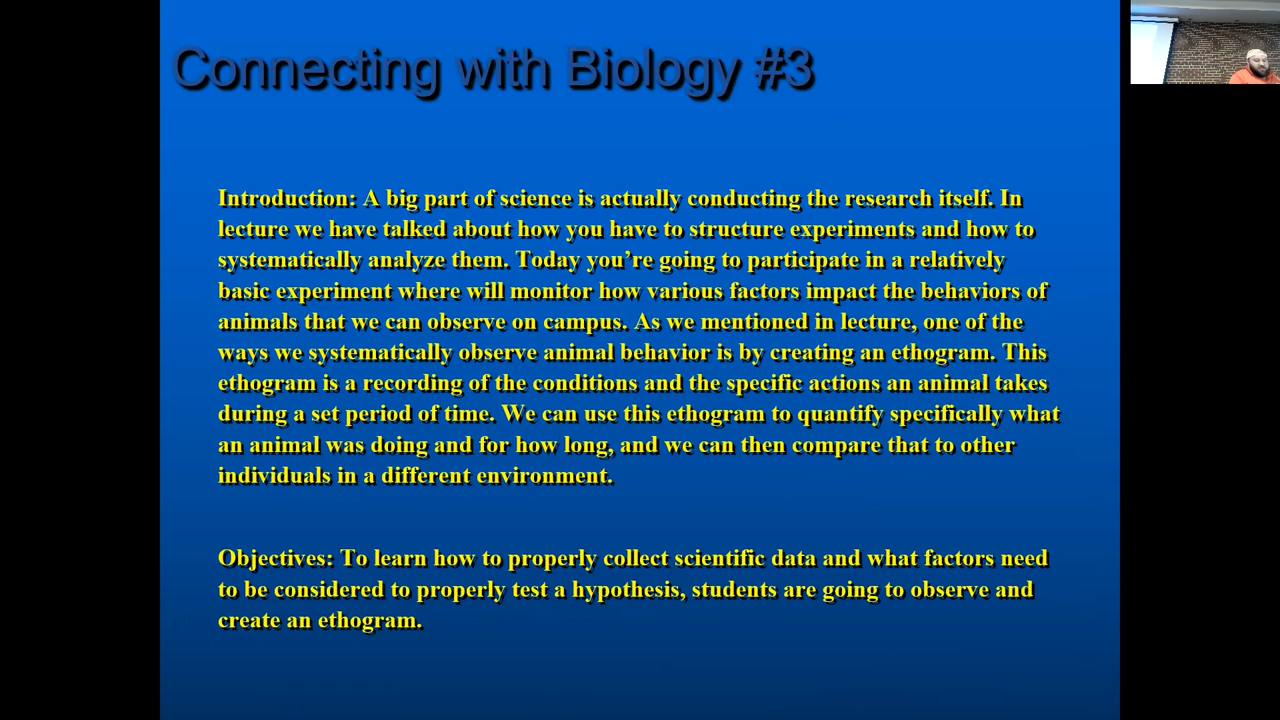 Connecting with Biology #3
Introduction: A big part of science is actually conducting the research itself. In
lecture we have talked about how you have to structure experiments and how to
systematically analyze them. Today you’re going to participate in a relatively
basic experiment where will monitor how various factors impact the behaviors of
animals that we can observe on campus. As we mentioned in lecture, one of the
ways we systematically observe animal behavior is by creating an ethogram. This
ethogram is a recording of the conditions and the specific actions an animal takes
during a set period of time. We can use this ethogram to quantify specifically what
an animal was doing and for how long, and we can then compare that to other
individuals in a different environment.
Objectives: To learn how to properly collect scientific data and what factors need
to be considered to properly test a hypothesis, students are going to observe and
create an ethogram.